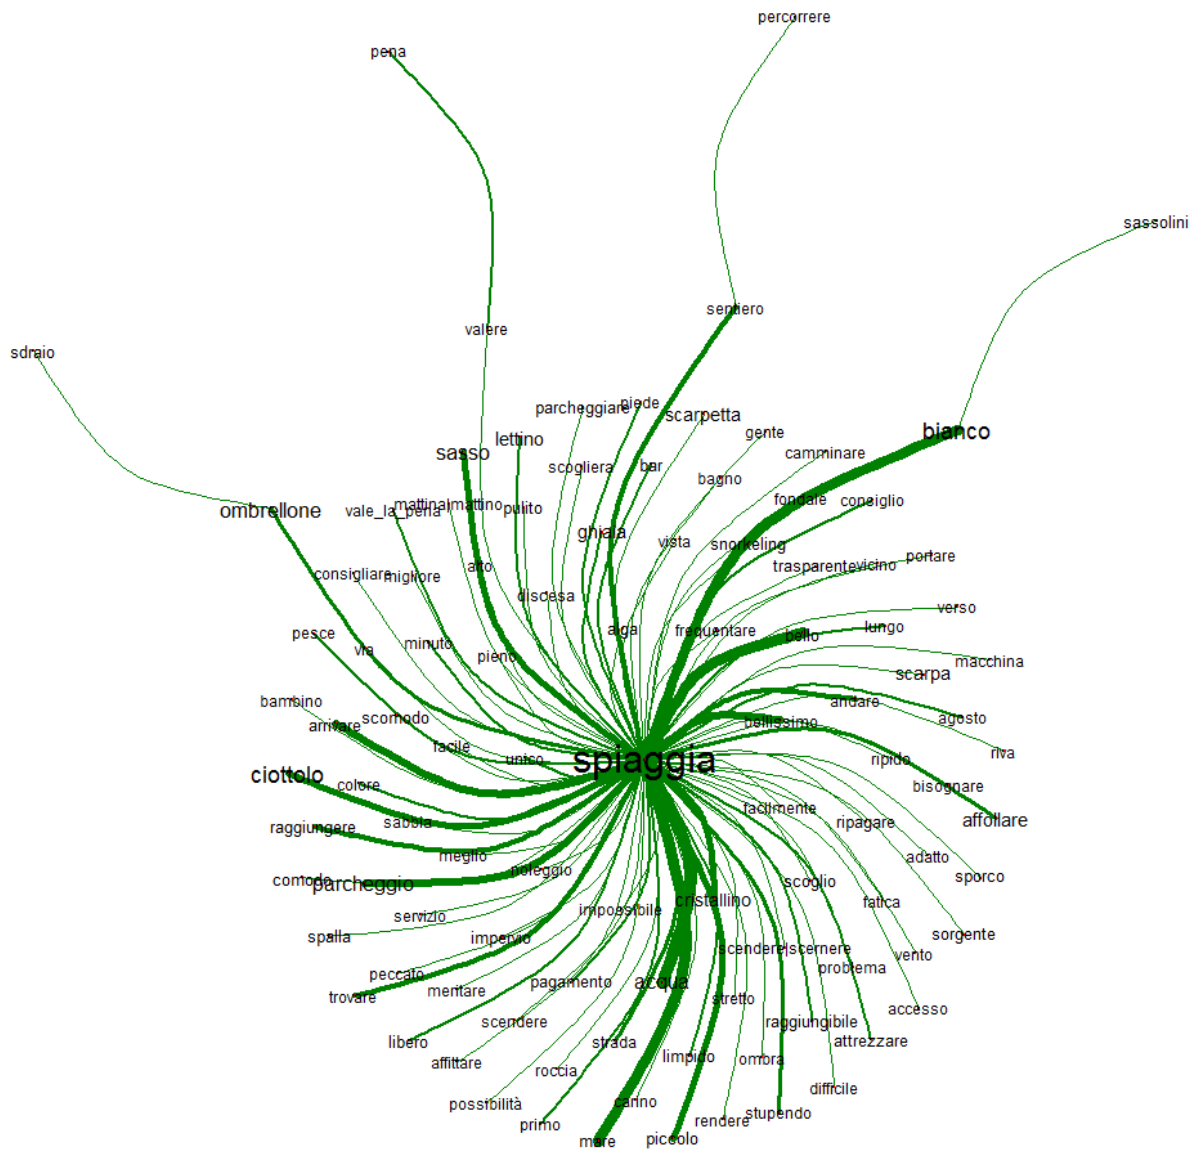 percorrere
pena
sassolini
sentiero
valere
sdraio
parcheggiare
piede
scarpetta
bianco
lettino
gente
sasso
camminare
scogliera
bar
bagno
fondale
consiglio
ombrellone
vale_la_pena
mattina|mattino
pulito
ghiaia
vista
snorkeling
trasparente
vicino
portare
consigliare
migliore
alto
discesa
verso
pesce
alga
frequentare
bello
lungo
via
minuto
pieno
macchina
scarpa
bambino
arrivare
scomodo
andare
agosto
facile
bellissimo
riva
unico
spiaggia
ripido
ciottolo
colore
bisognare
raggiungere
sabbia
facilmente
ripagare
affollare
meglio
adatto
comodo
parcheggio
noleggio
scoglio
sporco
servizio
impossibile
cristallino
fatica
spalla
impervio
sorgente
scendere|scernere
vento
peccato
problema
trovare
mentare
pagamento
acqua
stretto
accesso
scendere
raggiungibile
libero
strada
attrezzare
affittare
roccia
limpido
ombra
difficile
possibilità
carino
primo
rendere
stupendo
mare
piccolo